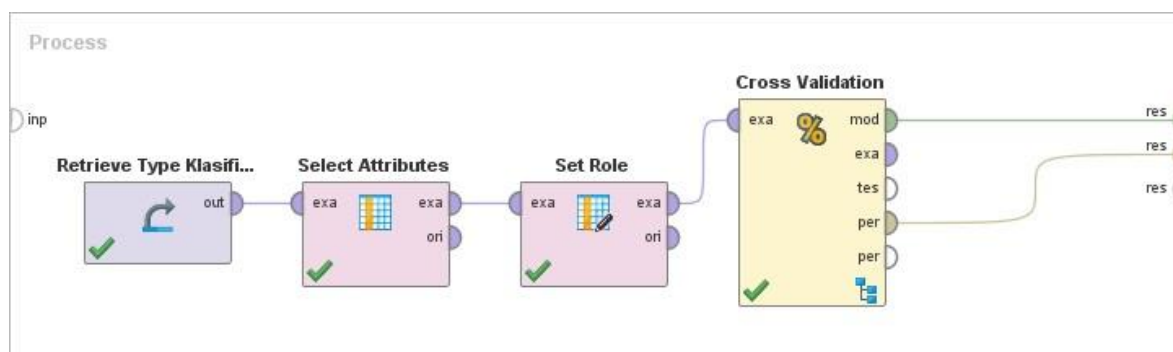 Process
inp
Retrieve Type Klasifi...
out
Select Attributes
exa
exa
ori
Set Role
exa
exa
ori
Cross Validation
exa
%
mod
exa
tes
per
per
res
res
res